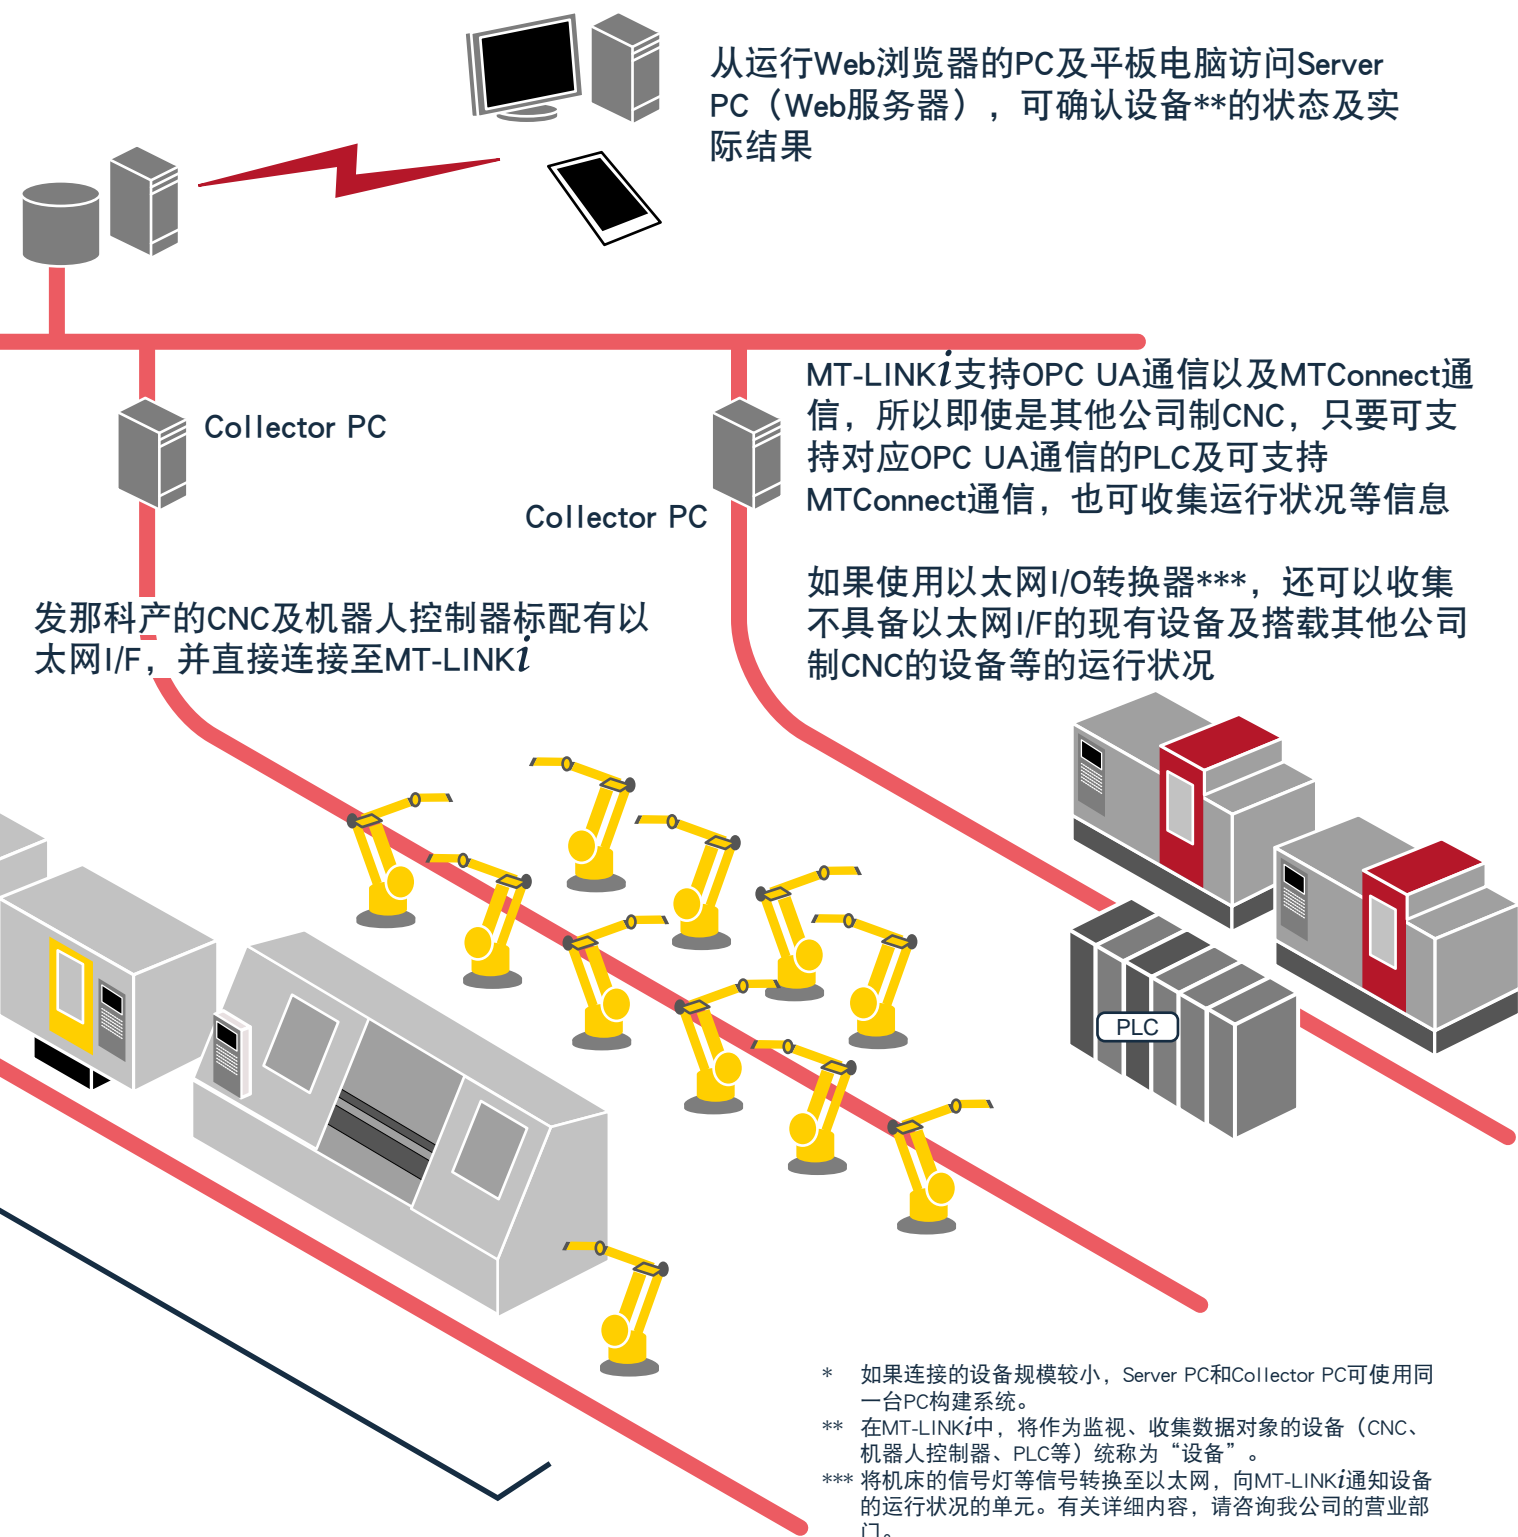 从运行Web浏览器的PC及平板电脑访问Server
PC（Web服务器），可确认设备**的状态及实
际结果
MT-LINKi支持OPC UA通信以及MTConnect通
信，所以即使是其他公司制CNC，只要可支
持对应OPC UA通信的PLC及可支持
MTConnect通信，也可收集运行状况等信息
Collector PC
Collector PC
如果使用以太网I/O转换器***，还可以收集
不具备以太网I/F的现有设备及搭载其他公司
制CNC的设备等的运行状况
发那科产的CNC及机器人控制器标配有以
太网I/F，并直接连接至MT-LINKi
PLC
* 如果连接的设备规模较小，Server PC和Collector PC可使用同
一台PC构建系统。
** 在MT-LINKi中，将作为监视、收集数据对象的设备（CNC、
机器人控制器、PLC等）统称为“设备”。
*** 将机床的信号灯等信号转换至以太网，向MT-LINKi通知设备
的运行状况的单元。有关详细内容，请咨询我公司的营业部
门。